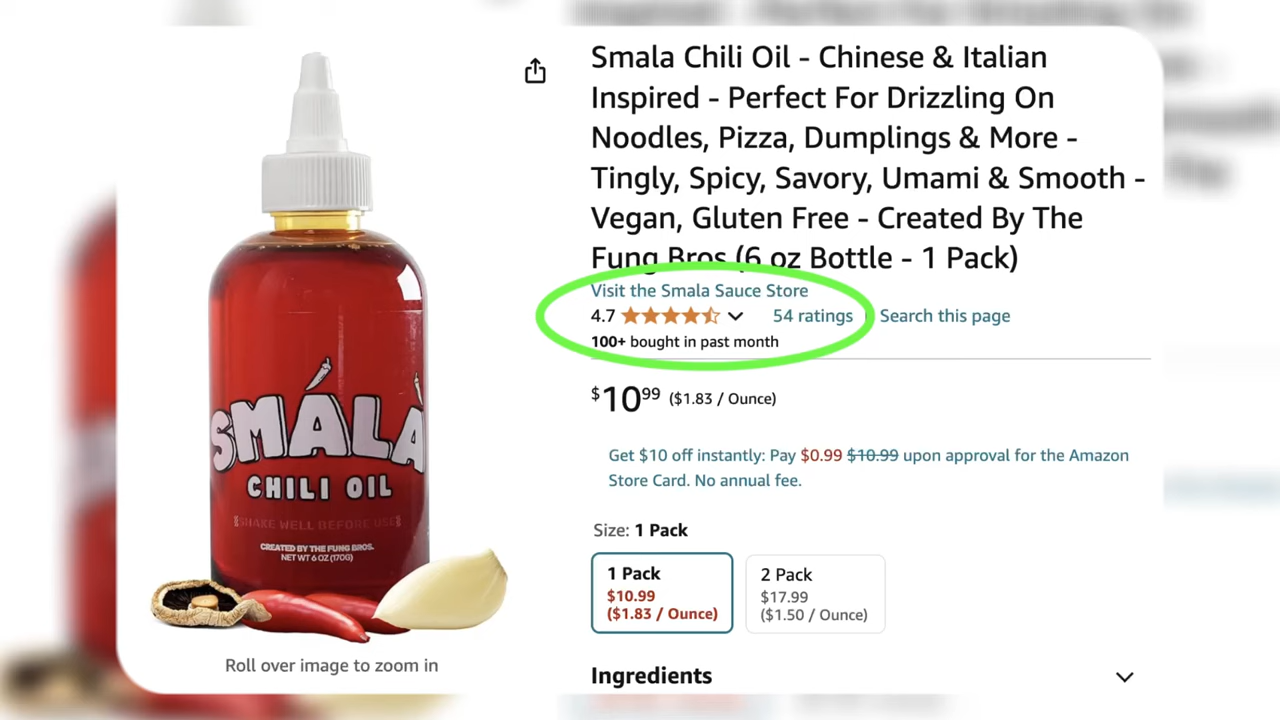 Smala Chili Oil - Chinese & Italian
Inspired - Perfect For Drizzling On
Noodles, Pizza, Dumplings & More -
Tingly, Spicy, Savory, Umami & Smooth -
Vegan, Gluten Free - Created By The
Fung Bros (6 oz Bottle - 1 Pack)
Visit the Smala Sauce Store
4.7 54 ratings Search this page
100+ bought in past month
$10 99 ($1.83 / Ounce)
Get $10 off instantly: Pay $0.99 $10.99 upon approval for the Amazon
Store Card. No annual fee.
Size: 1 Pack
1 Pack
$10.99
($1.83 / Ounce)
2 Pack
$17.99
($1.50 / Ounce)
Ingredients
SMÁLÀ
CHILI OIL
SHAKE WELL BEFORE USE
CREATED BY THE FUNG BROS.
NET WT 6 OZ (170G)
Roll over image to zoom in